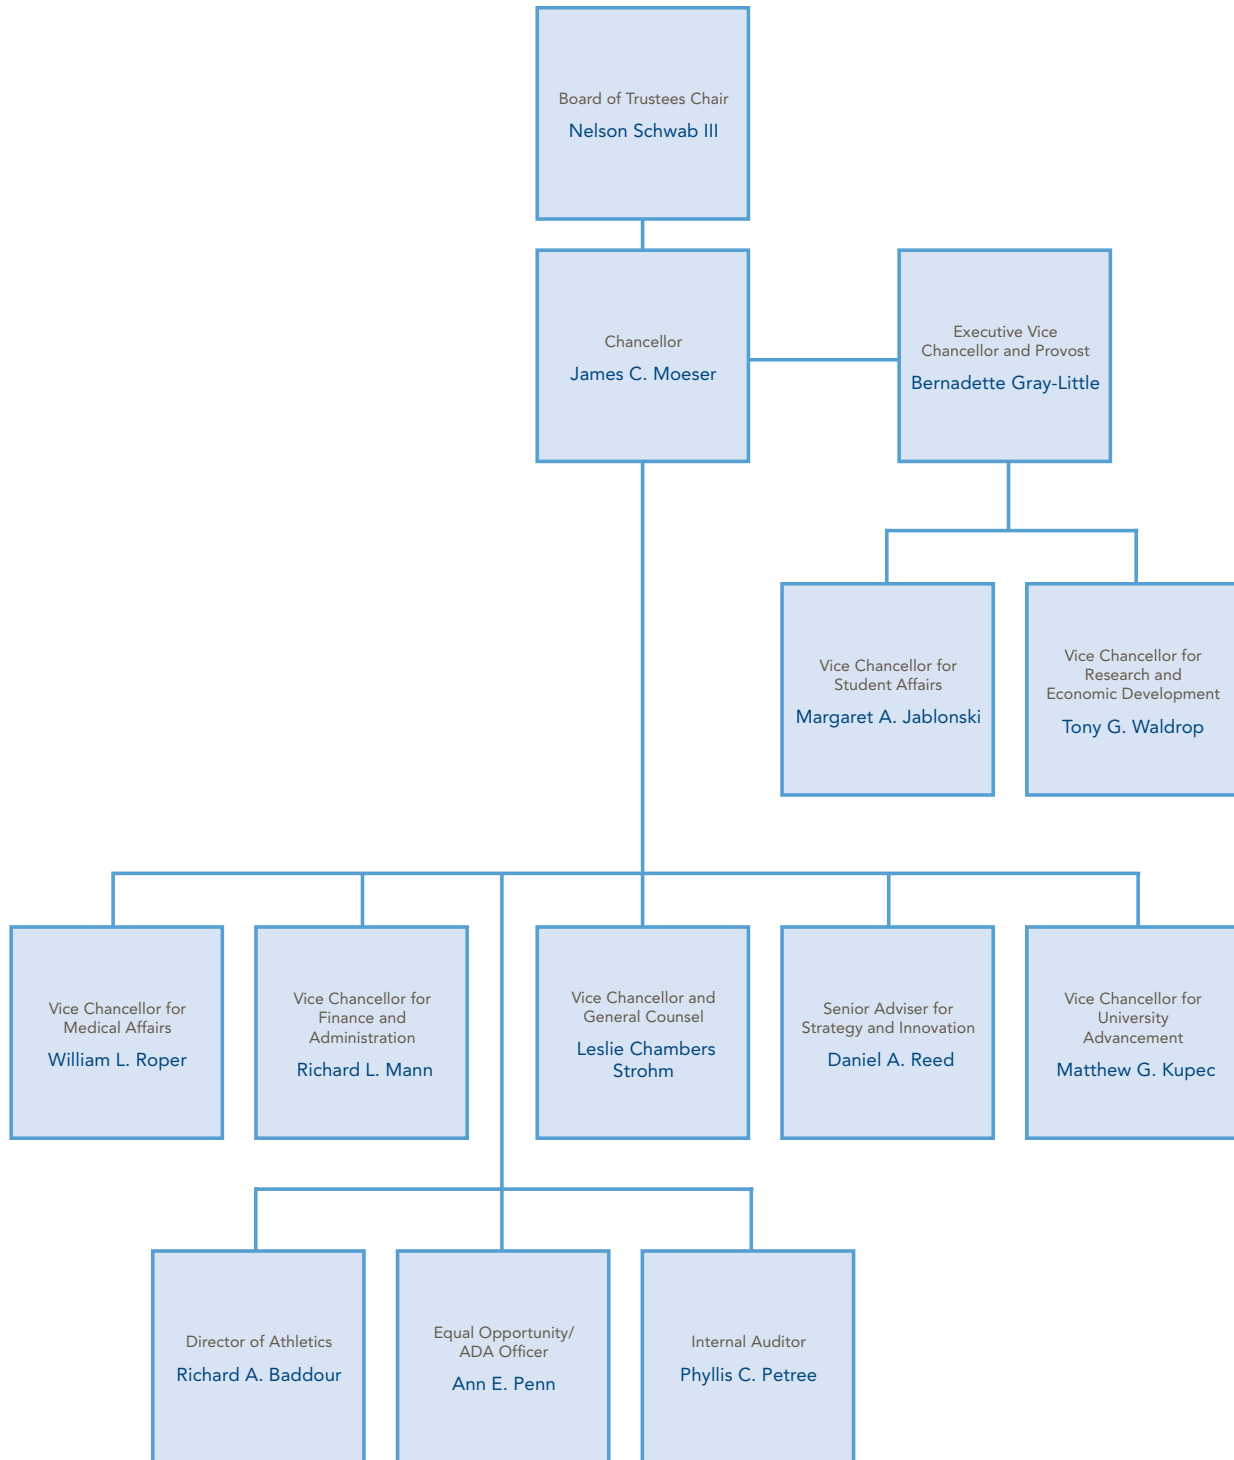 Board of Trustees Chair
Nelson Schwab III
Chancellor
James C. Moeser
Executive Vice
Chancellor and Provost
Bernadette Gray-Little
Vice Chancellor for
Student Affairs
Margaret A. Jablonski
Vice Chancellor for
Research and
Economic Development
Tony G. Waldrop
Vice Chancellor for
Medical Affairs
William L. Roper
Vice Chancellor for
Finance and
Administration
Richard L. Mann
Vice Chancellor and
General Counsel
Leslie Chambers
Strohm
Senior Adviser for
Strategy and Innovation
Daniel A. Reed
Vice Chancellor for
University
Advancement
Matthew G. Kupec
Director of Athletics
Richard A. Baddour
Equal Opportunity/
ADA Officer
Ann E. Penn
Internal Auditor
Phyllis C. Petree